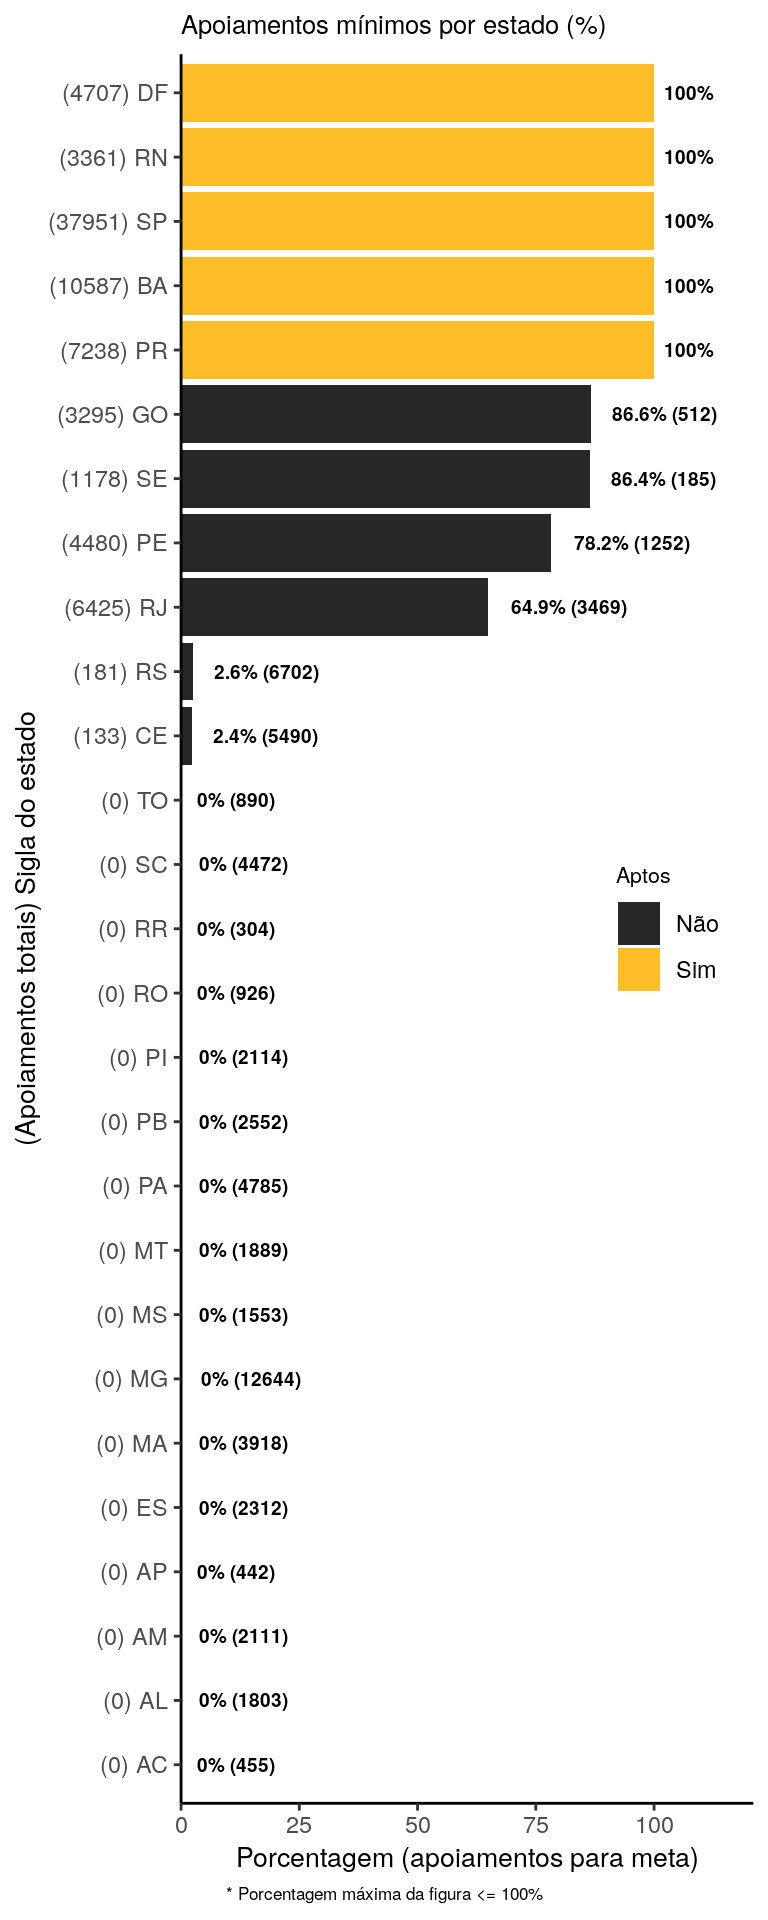 Apoiamentos mínimos por estado (%)
(4707) DF 100%
(3361) RN 100%
(37951) SP 100%
(10587) BA 100%
(7238) PR 100%
(3295) GO 86.6% (512)
(1178) SE 86.4% (185)
(4480) PE 78.2% (1252)
(6425) RJ 64.9% (3469)
(181) RS 2.6% (6702)
(133) CE 2.4% (5490)
(0) TO 0% (890)
(0) SC 0% (4472)
(0) RR 0% (304)
(0) RO 0% (926)
(0) PI 0% (2114)
(0) PB 0% (2552)
(0) PA 0% (4785)
(0) MT 0% (1889)
(0) MS 0% (1553)
(0) MG 0% (12644)
(0) MA 0% (3918)
(0) ES 0% (2312)
(0) AP 0% (442)
(0) AM 0% (2111)
(0) AL 0% (1803)
(0) AC 0% (455)
(Apoiamentos totais) Sigla do estado
Aptos
Não
Sim
0 25 50 75 100
Porcentagem (apoiamentos para meta)
* Porcentagem máxima da figura <= 100%